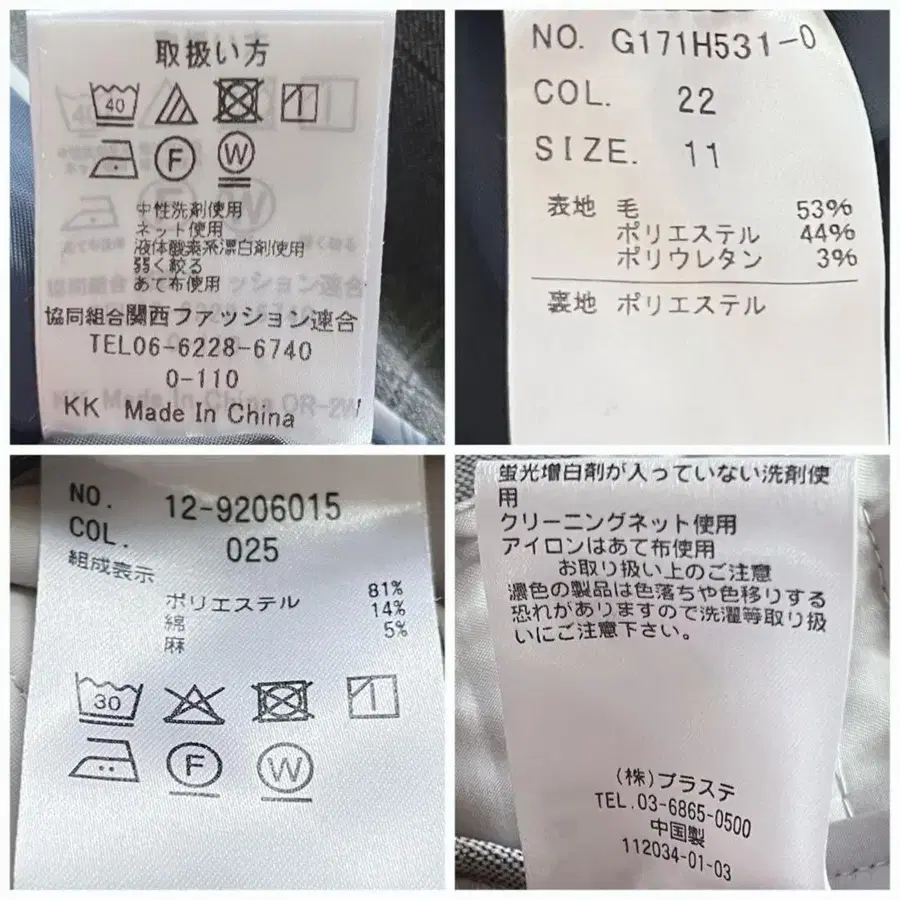 取扱い方
40
F W
中性洗剤使用
ネット使用
液体酸素系漂白剤使用
弱く絞る
あて布使用
協同組合関西ファッション連合
TEL06-6228-6740
0-110
KK Made In China
NO. G171H531-0
COL. 22
SIZE. 11
表地 毛 53%
ポリエステル 44%
ポリウレタン 3%
裏地 ポリエステル
NO. 12-9206015
COL. 025
組成表示
ポリエステル 81%
綿 14%
麻 5%
30
F W
蛍光増白剤が入っていない洗剤使
用
クリーニングネット使用
アイロンはあて布使用
お取り扱い上のご注意
濃色の製品は色落ちや色移りする
恐れがありますので洗濯等取り扱
いにご注意下さい。
(株)プラステ
TEL.03-6865-0500
中国製
112034-01-03